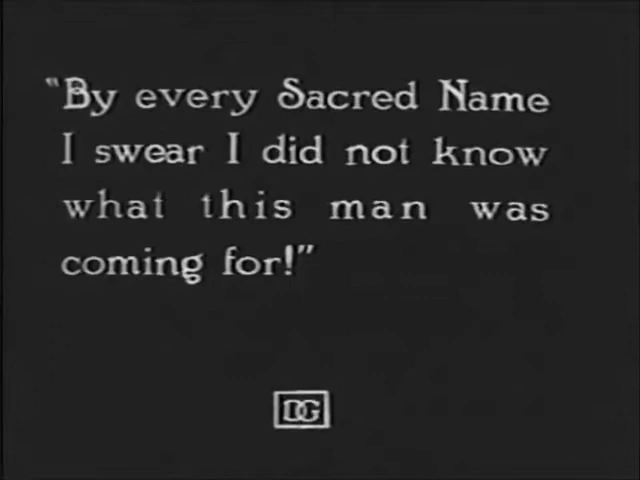 "By every Sacred Name
I swear I did not know
what this man was
coming for!"
DG